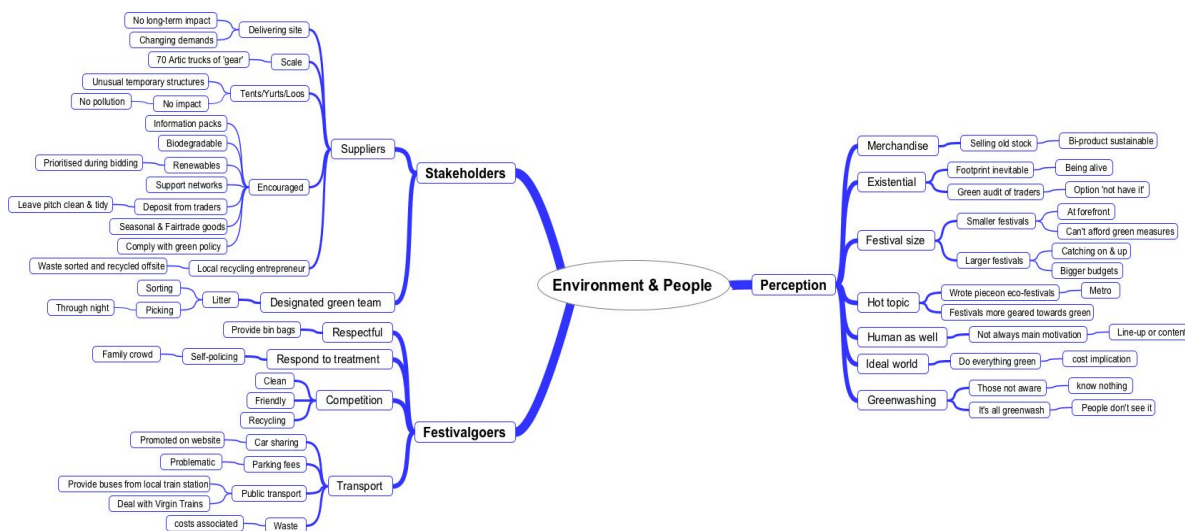 Environment & People
Stakeholders
Suppliers
Delivering site
No long-term impact
Changing demands
Scale
70 Artic trucks of 'gear'
Tents/Yurts/Loos
Unusual temporary structures
No impact
No pollution
Encouraged
Information packs
Biodegradable
Renewables
Prioritised during bidding
Support networks
Deposit from traders
Leave pitch clean & tidy
Seasonal & Fairtrade goods
Comply with green policy
Local recycling entrepreneur
Waste sorted and recycled offsite
Designated green team
Litter
Sorting
Picking
Through night
Festivalgoers
Respectful
Provide bin bags
Respond to treatment
Self-policing
Family crowd
Competition
Clean
Friendly
Recycling
Transport
Car sharing
Promoted on website
Parking fees
Problematic
Public transport
Provide buses from local train station
Deal with Virgin Trains
Waste
costs associated
Perception
Merchandise
Selling old stock
Bi-product sustainable
Existential
Footprint inevitable
Being alive
Green audit of traders
Option 'not have it'
Festival size
Smaller festivals
At forefront
Can't afford green measures
Larger festivals
Catching on & up
Bigger budgets
Hot topic
Wrote pieceon eco-festivals
Metro
Festivals more geared towards green
Human as well
Not always main motivation
Line-up or content
Ideal world
Do everything green
cost implication
Greenwashing
Those not aware
know nothing
It's all greenwash
People don't see it